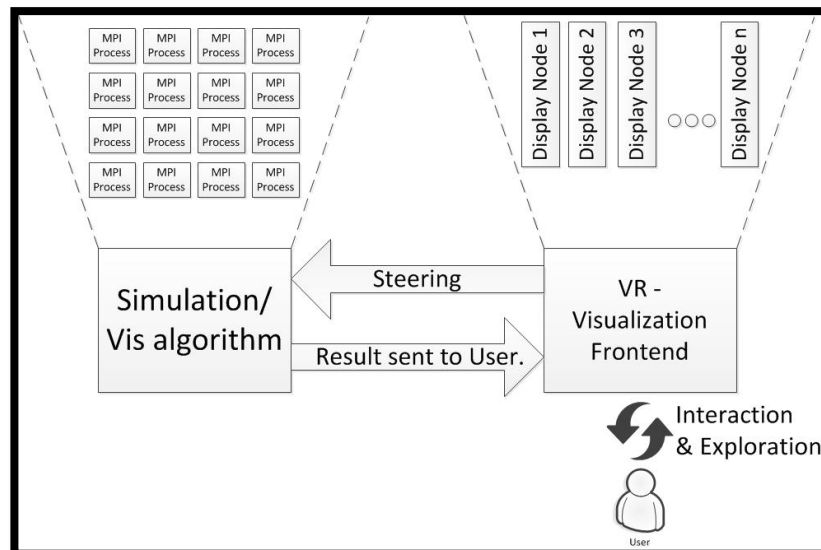 MPI
Process
MPI
Process
MPI
Process
MPI
Process
MPI
Process
MPI
Process
MPI
Process
MPI
Process
MPI
Process
MPI
Process
MPI
Process
MPI
Process
MPI
Process
MPI
Process
MPI
Process
MPI
Process
Display Node 1
Display Node 2
Display Node 3
Display Node n
Simulation/
Vis algorithm
Steering
Result sent to User.
VR -
Visualization
Frontend
Interaction
& Exploration
User